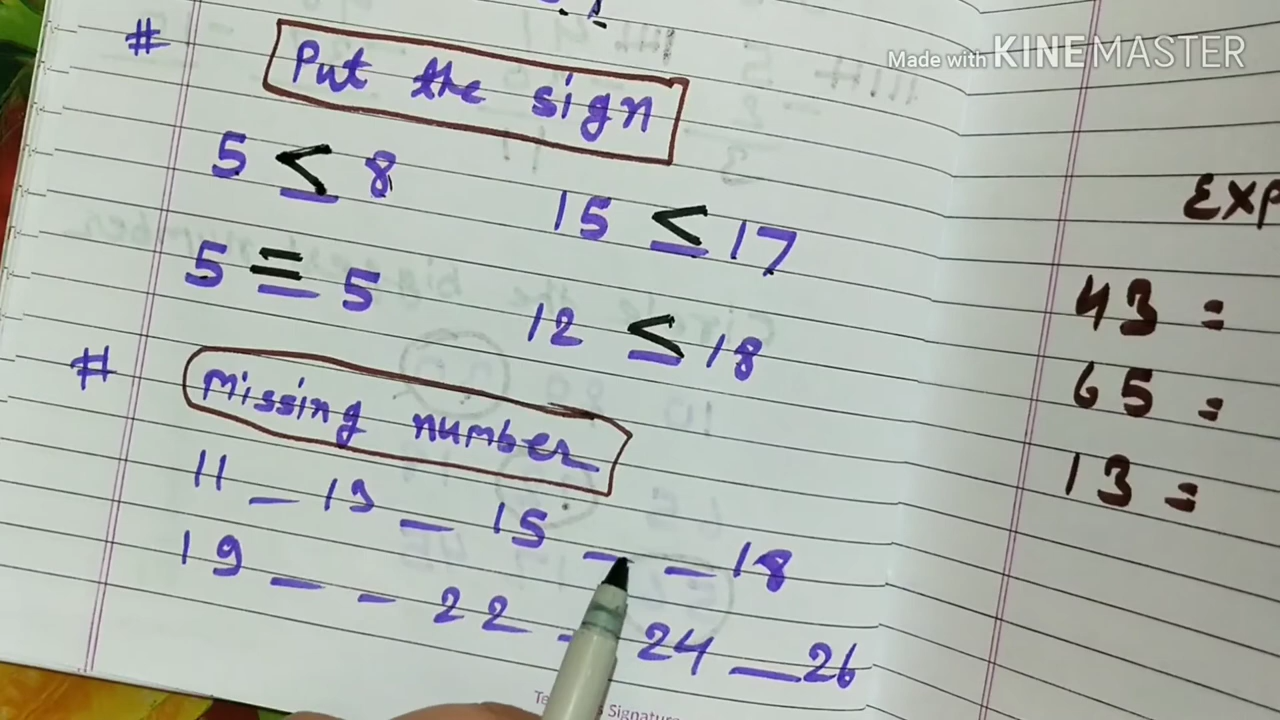 Made with KINEMASTER
# Put the sign
5 < 8
15 < 17
5 = 5
12 < 18
# Missing number
11 _ 13 _ 15 _ _ 18
19 _ _ 22 _ 24 _ 26
Exp
43 =
65 =
13 =
Signature